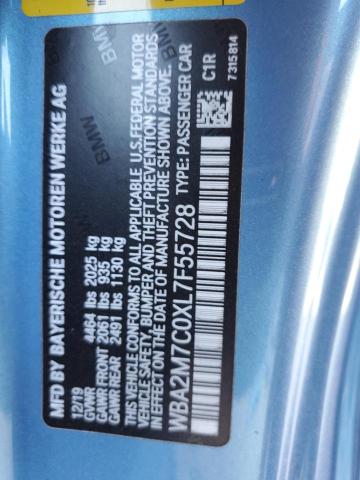 MFD BY BAYERISCHE MOTOREN WERKE AG
12/19
GVWR 4464 lbs 2025 kg
GAWR FRONT 2061 lbs 935 kg
GAWR REAR 2491 lbs 1130 kg
THIS VEHICLE CONFORMS TO ALL APPLICABLE U.S.FEDERAL MOTOR
VEHICLE SAFETY, BUMPER AND THEFT PREVENTION STANDARDS
IN EFFECT ON THE DATE OF MANUFACTURE SHOWN ABOVE.
WBA2M7C0XL7F55728 TYPE: PASSENGER CAR
C1R
7315814
BMW
BMW
BMW